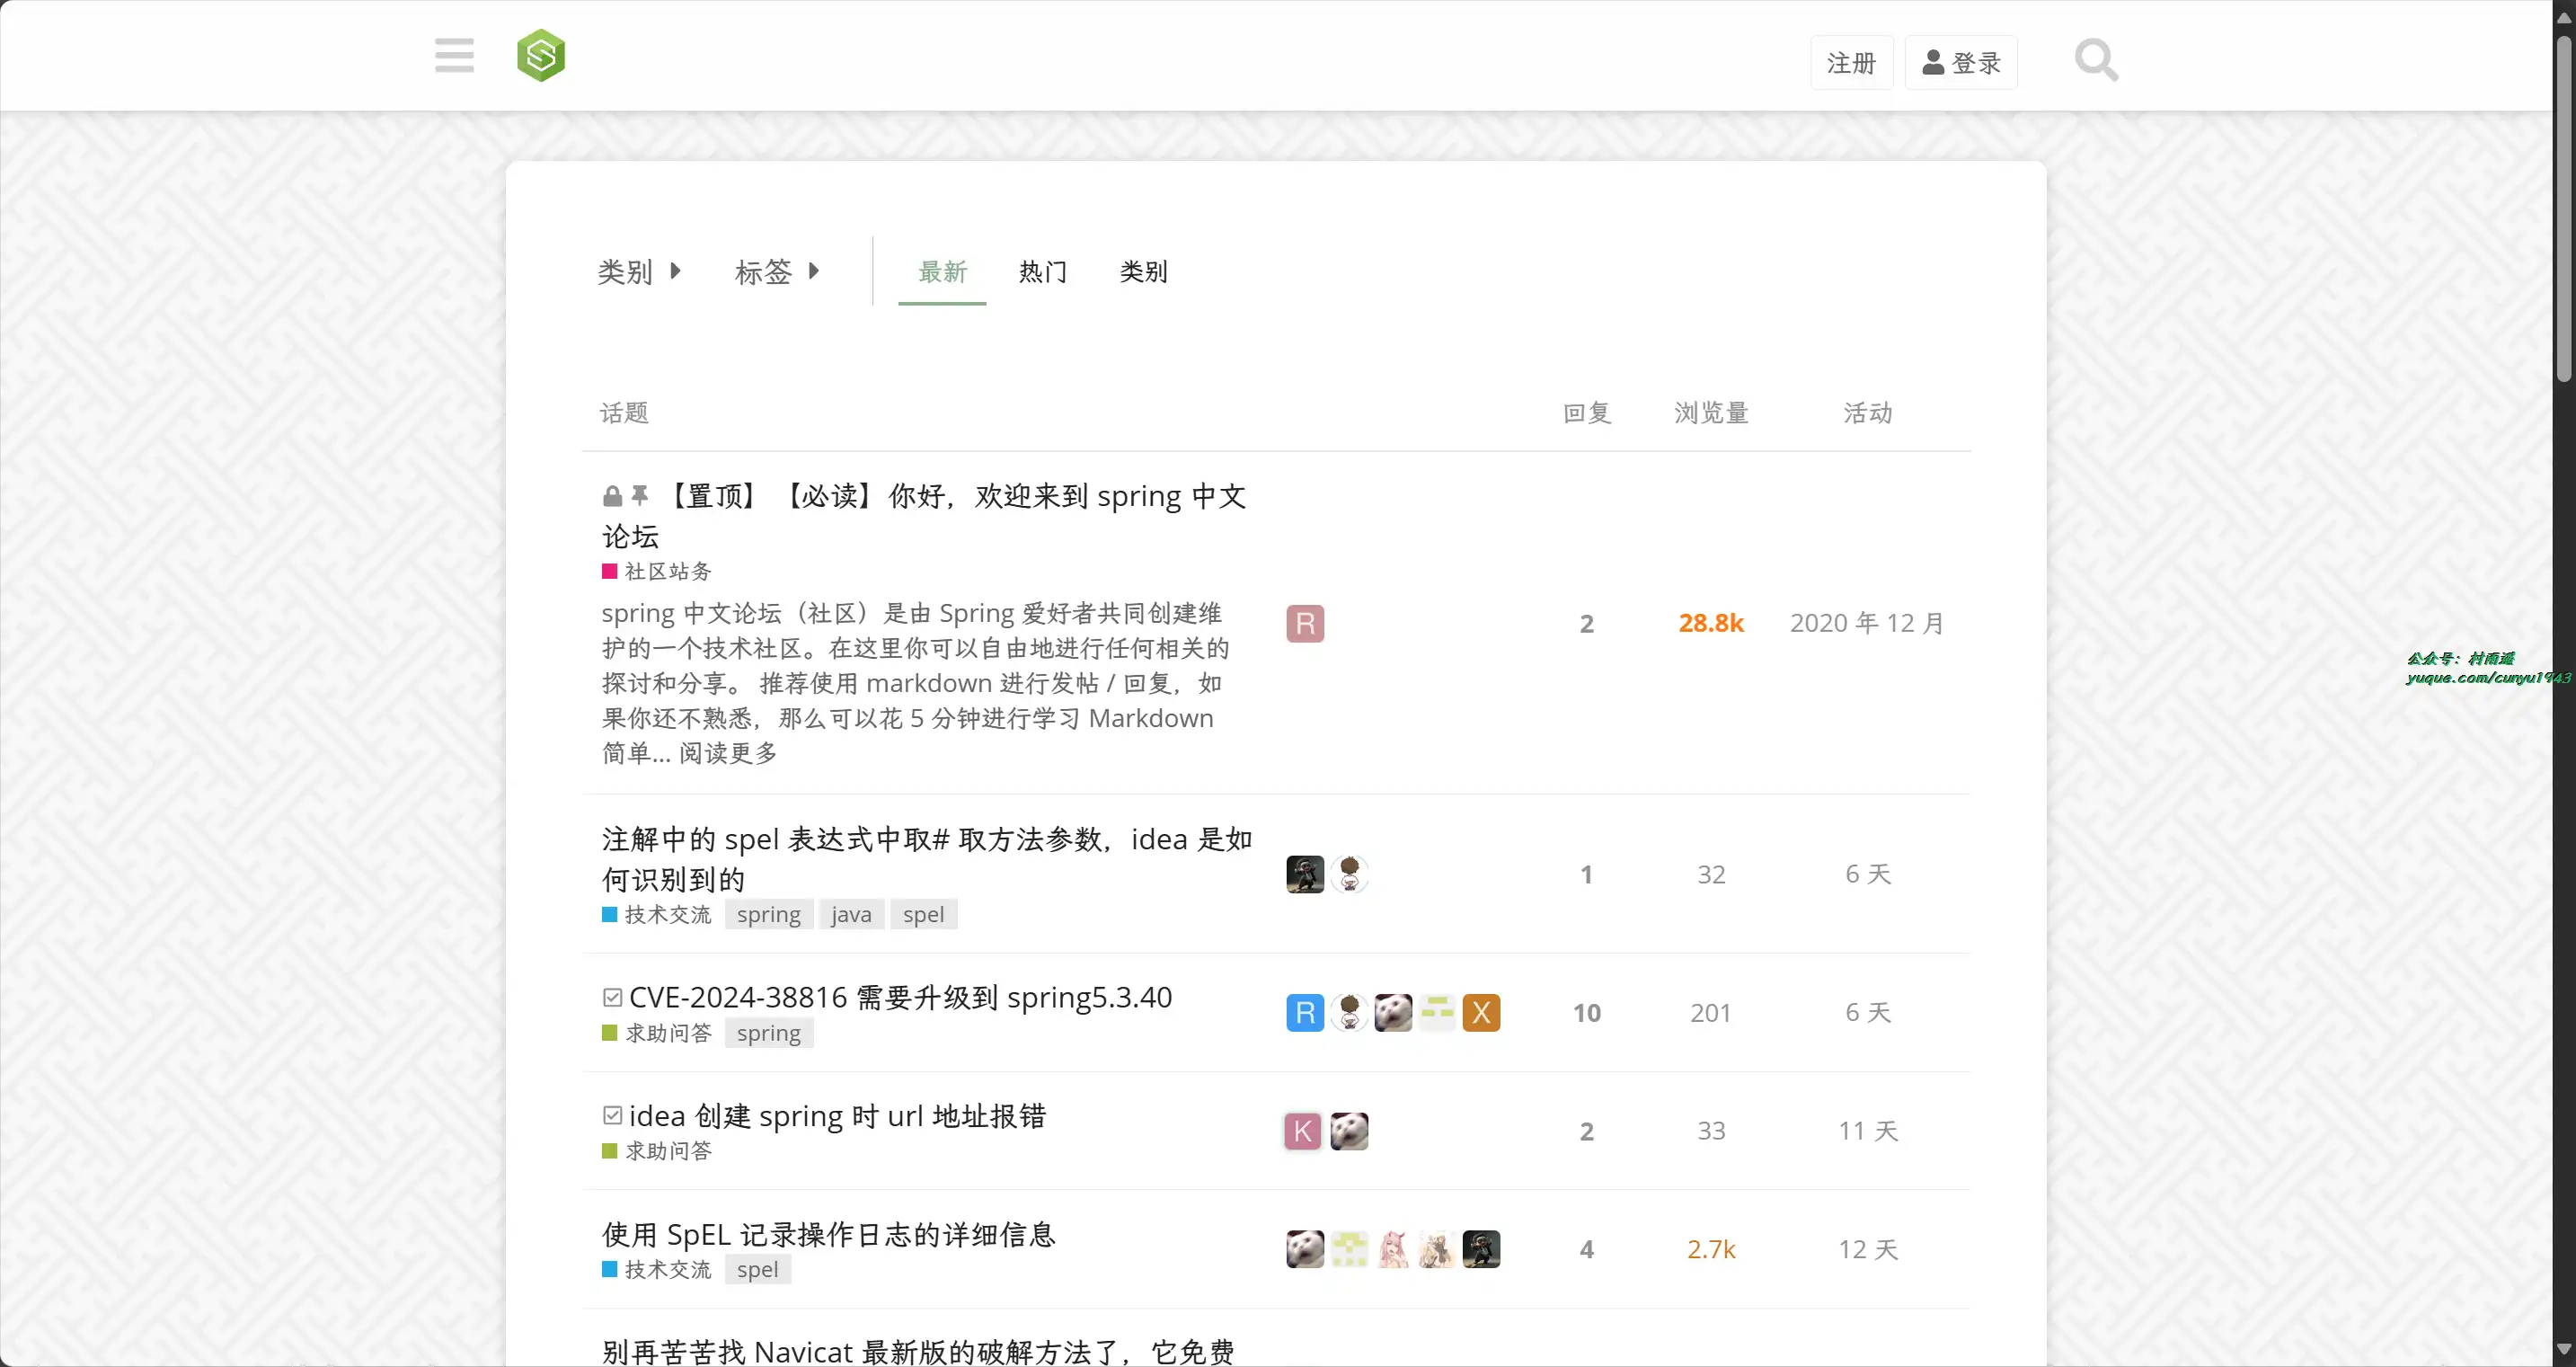 注册
登录
类别
标签
最新
热门
类别
话题
回复
浏览量
活动
【置顶】【必读】你好，欢迎来到 spring 中文
论坛
社区站务
spring 中文论坛（社区）是由 Spring 爱好者共同创建维
护的一个技术社区。在这里你可以自由地进行任何相关的
探讨和分享。 推荐使用 markdown 进行发帖 / 回复，如
果你还不熟悉，那么可以花 5 分钟进行学习 Markdown
简单... 阅读更多
R
2
28.8k
2020 年 12 月
注解中的 spel 表达式中取# 取方法参数，idea 是如
何识别到的
技术交流 spring java spel
1
32
6 天
CVE-2024-38816 需要升级到 spring5.3.40
求助问答 spring
R
X
10
201
6 天
idea 创建 spring 时 url 地址报错
求助问答
K
2
33
11 天
使用 SpEL 记录操作日志的详细信息
技术交流 spel
4
2.7k
12 天
别再苦苦找 Navicat 最新版的破解方法了，它免费
公众号：村雨遥
yuque.com/cunyu1943